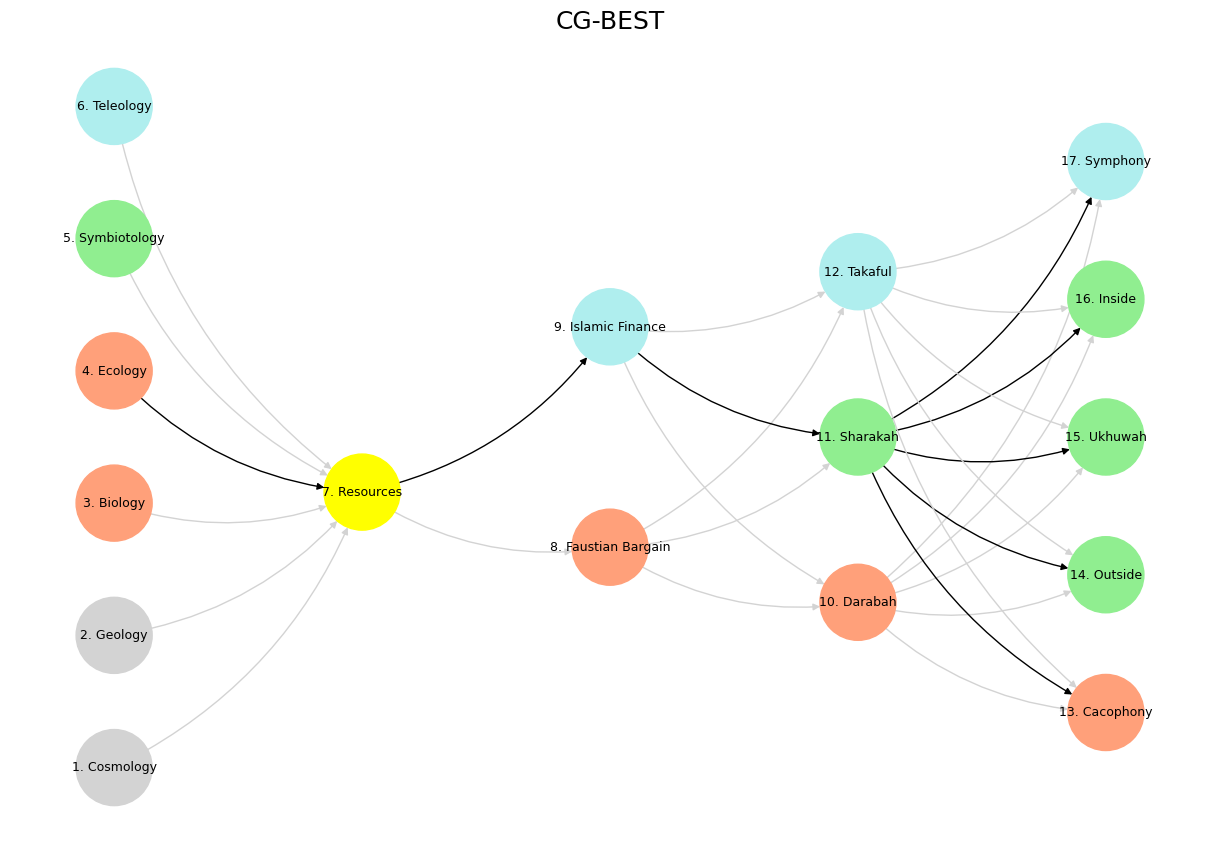 CG-BEST
6. Teleology
5. Symbiotology
4. Ecology
3. Biology
2. Geology
1. Cosmology
7. Resources
9. Islamic Finance
8. Faustian Bargain
12. Takaful
11. Sharakah
10. Darabah
17. Symphony
16. Inside
15. Ukhuwah
14. Outside
13. Cacophony